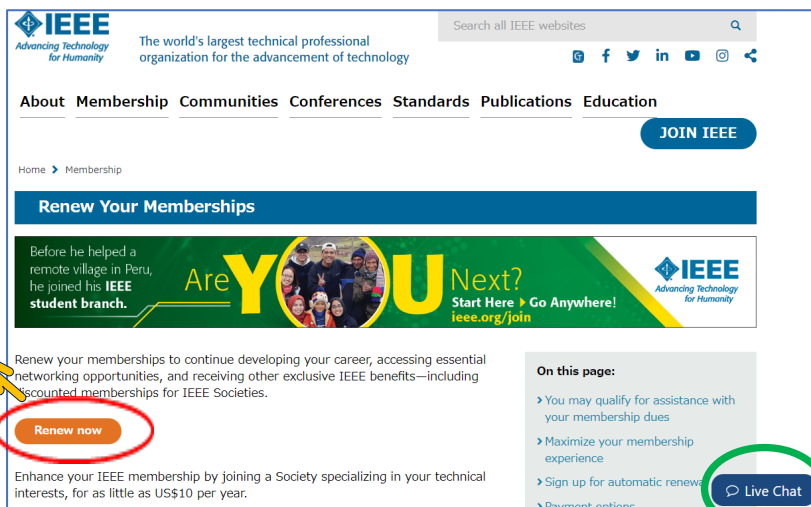 IEEE
Advancing Technology
for Humanity
The world's largest technical professional
organization for the advancement of technology
Search all IEEE websites
About Membership Communities Conferences Standards Publications Education
JOIN IEEE
Home > Membership
Renew Your Memberships
Before he helped a
remote village in Peru,
he joined his IEEE
student branch.
Are YOU Next?
Start Here ▸ Go Anywhere!
ieee.org/join
IEEE
Advancing Technology
for Humanity
Renew your memberships to continue developing your career, accessing essential
networking opportunities, and receiving other exclusive IEEE benefits—including
discounted memberships for IEEE Societies.
Renew now
Enhance your IEEE membership by joining a Society specializing in your technical
interests, for as little as US$10 per year.
On this page:
> You may qualify for assistance with
your membership dues
> Maximize your membership
experience
> Sign up for automatic
> Payment options
Live Chat